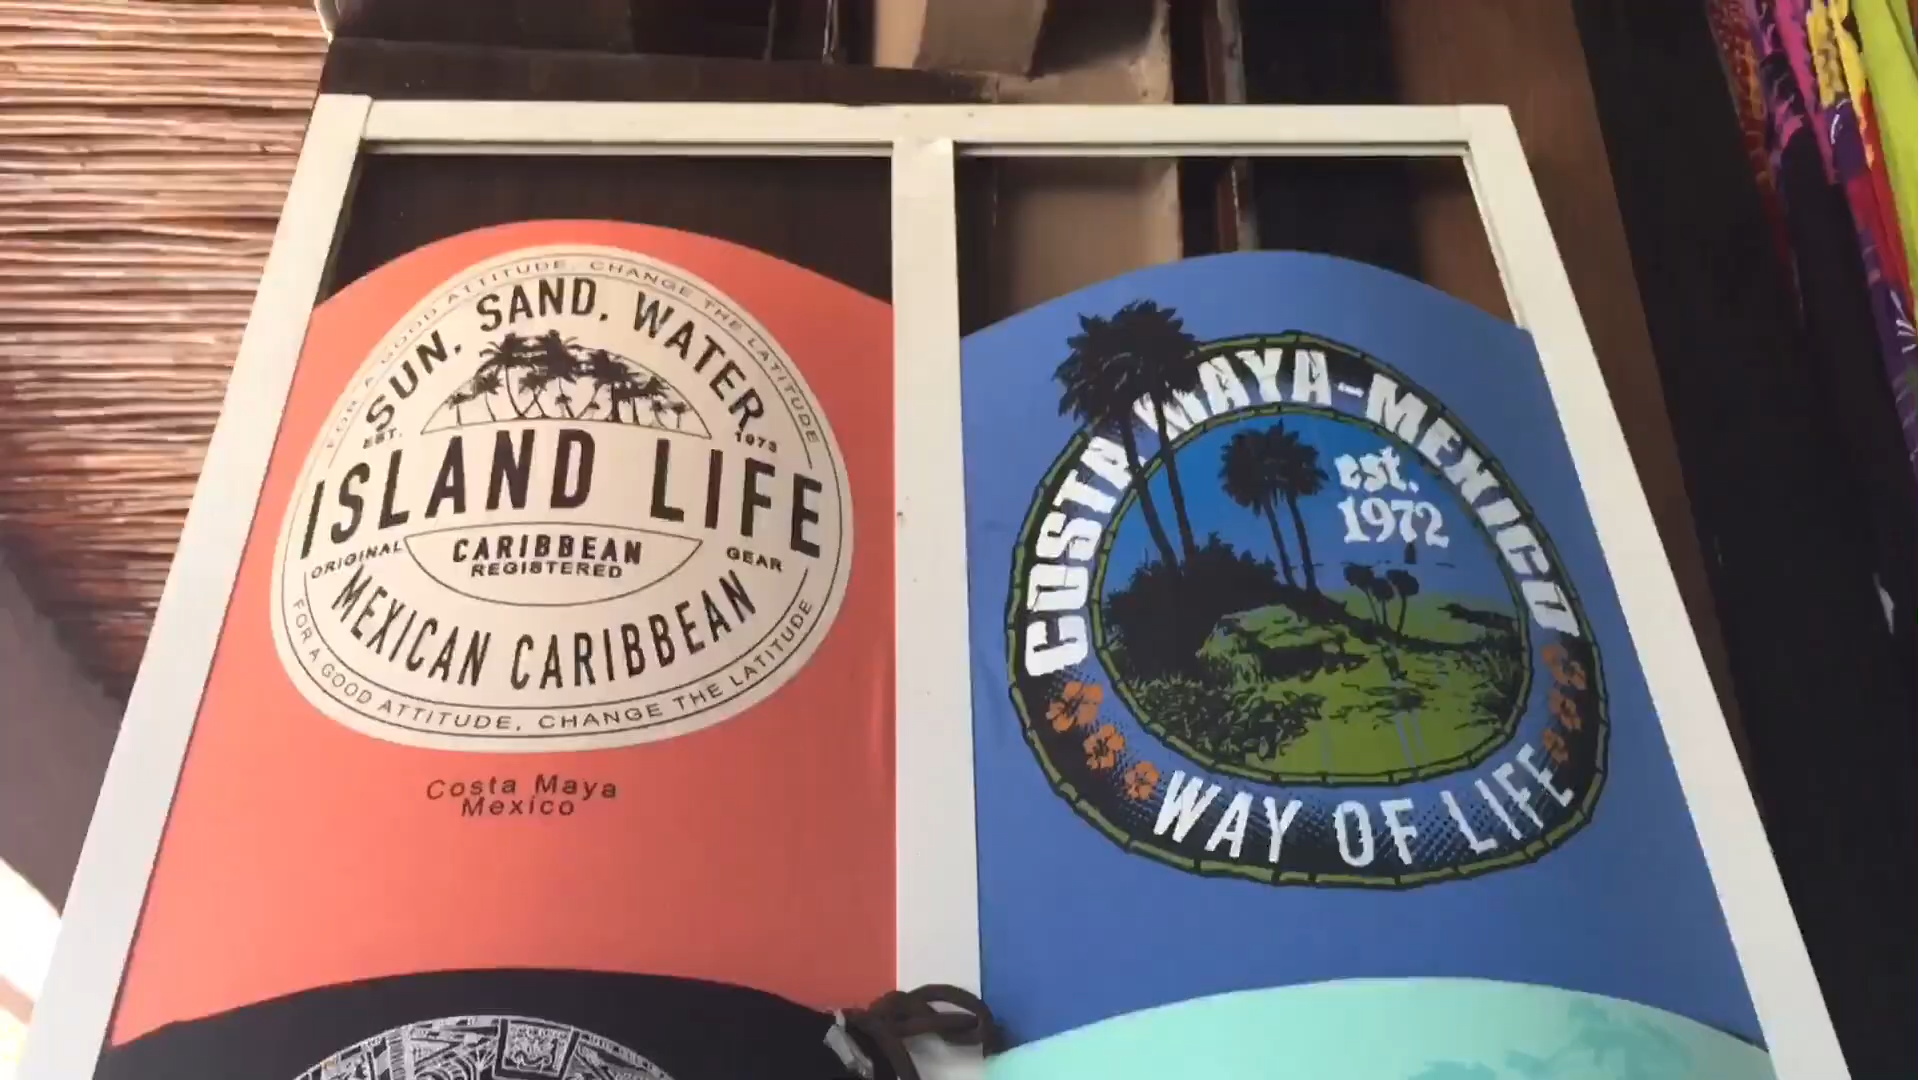 FOR A GOOD ATTITUDE, CHANGE THE LATITUDE
SUN. SAND. WATER
EST. 1973
ISLAND LIFE
ORIGINAL GEAR
CARIBBEAN
REGISTERED
MEXICAN CARIBBEAN
FOR A GOOD ATTITUDE, CHANGE THE LATITUDE
Costa Maya
Mexico
COSTA MAYA-MEXICO
est.
1972
WAY OF LIFE